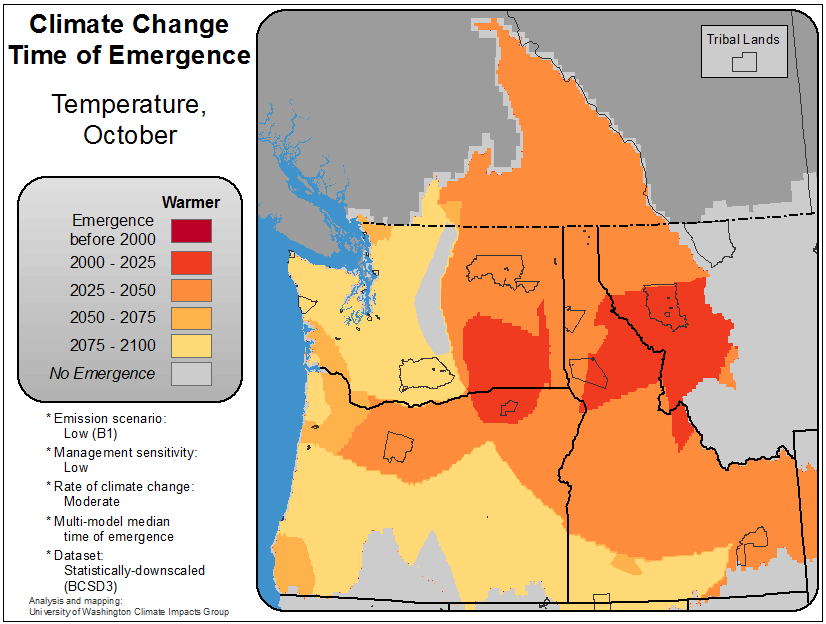 Climate Change
Time of Emergence
Temperature,
October
Warmer
Emergence
before 2000
2000 - 2025
2025 - 2050
2050 - 2075
2075 - 2100
No Emergence
* Emission scenario:
Low (B1)
* Management sensitivity:
Low
* Rate of climate change:
Moderate
* Multi-model median
time of emergence
* Dataset:
Statistically-downscaled
(BCSD3)
Analysis and mapping:
University of Washington Climate Impacts Group
Tribal Lands